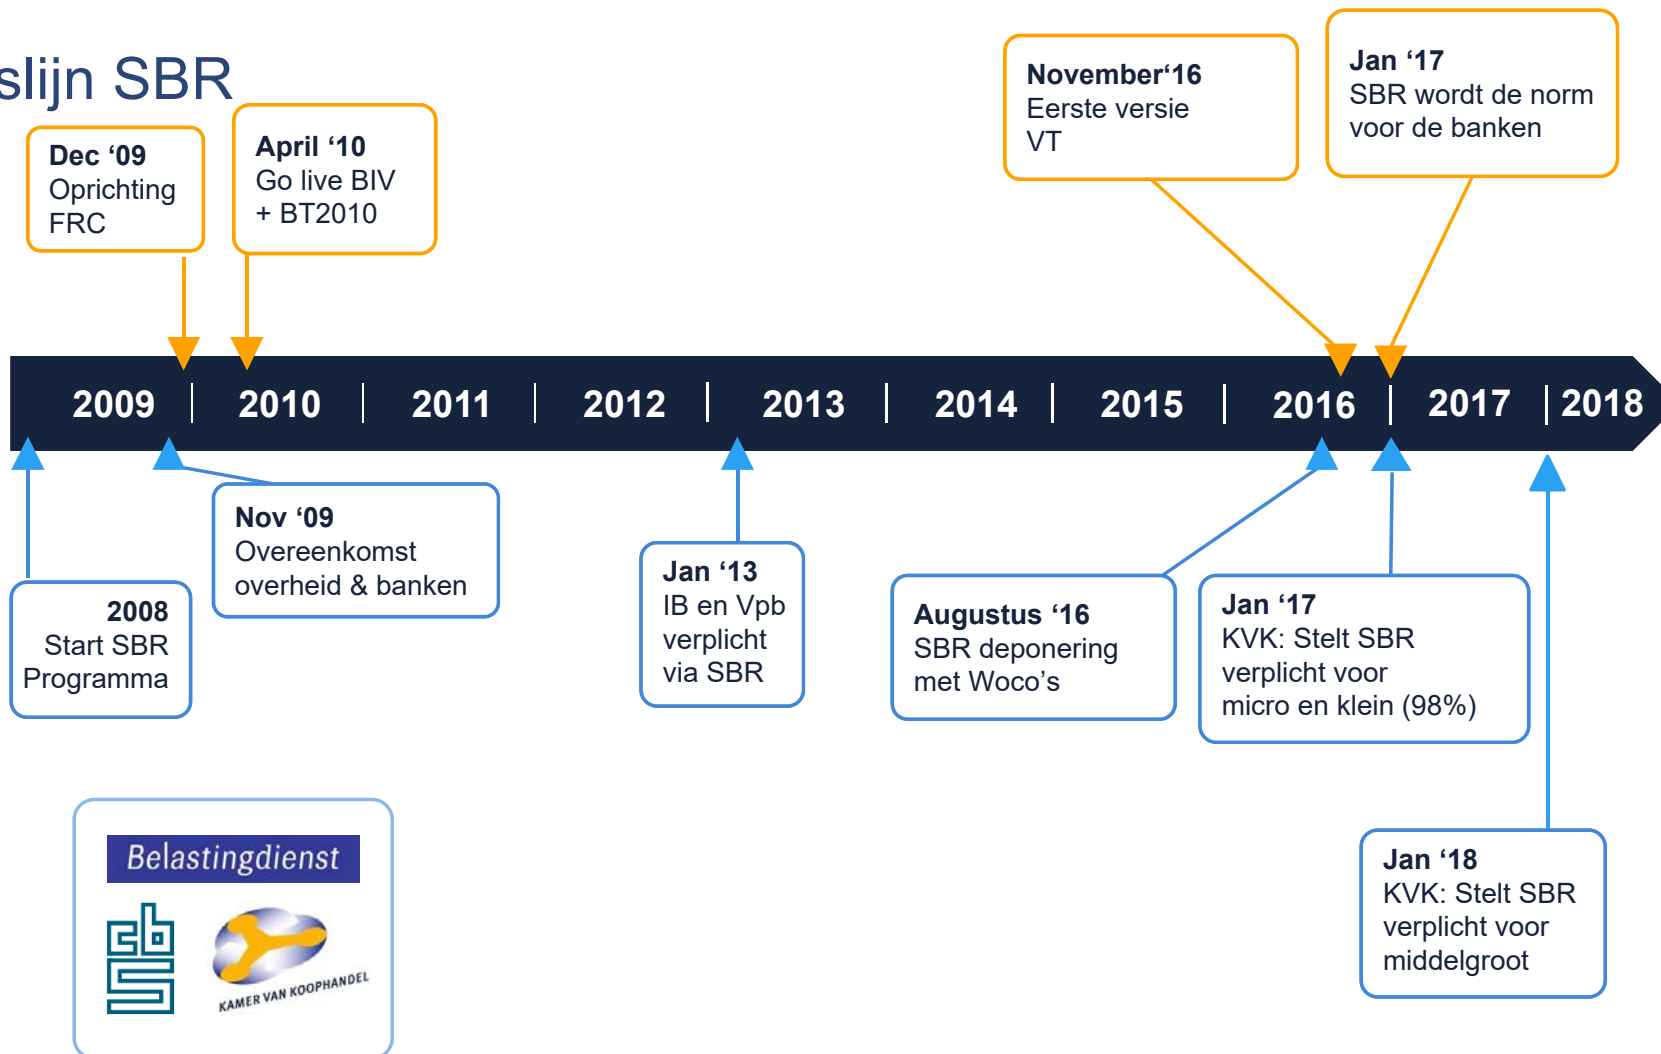 slijn SBR
Dec ‘09
Oprichting
FRC
April ‘10
Go live BIV
+ BT2010
November‘16
Eerste versie
VT
Jan ‘17
SBR wordt de norm
voor de banken
2009 | 2010 | 2011 | 2012 | 2013 | 2014 | 2015 | 2016 | 2017 | 2018
2008
Start SBR
Programma
Nov ‘09
Overeenkomst
overheid & banken
Jan ‘13
IB en Vpb
verplicht
via SBR
Augustus ‘16
SBR deponering
met Woco’s
Jan ‘17
KVK: Stelt SBR
verplicht voor
micro en klein (98%)
Jan ‘18
KVK: Stelt SBR
verplicht voor
middelgroot
Belastingdienst
cbs
KAMER VAN KOOPHANDEL